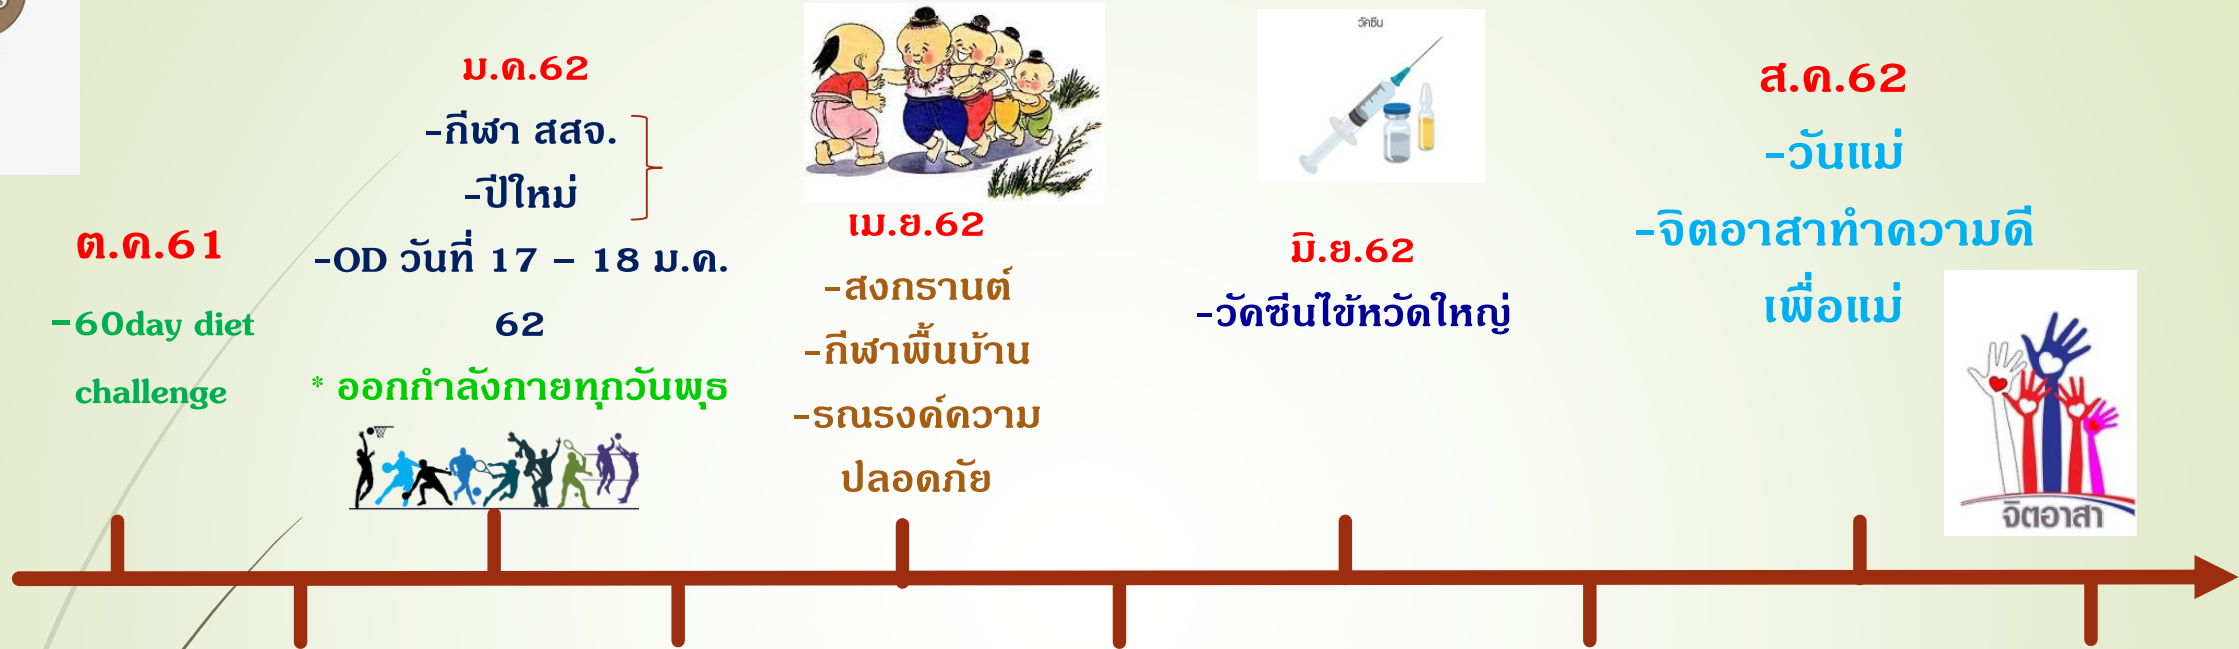 ต.ค.61
-60day diet
challenge
ม.ค.62
-กีฬา สสจ.
-ปีใหม่
-OD วันที่ 17 – 18 ม.ค.
62
* ออกกำลังกายทุกวันพุธ
เม.ย.62
-สงกรานต์
-กีฬาพื้นบ้าน
-รณรงค์ความ
ปลอดภัย
วัคซีน
มิ.ย.62
-วัคซีนไข้หวัดใหญ่
ส.ค.62
-วันแม่
-จิตอาสาทำความดี
เพื่อแม่
จิตอาสา